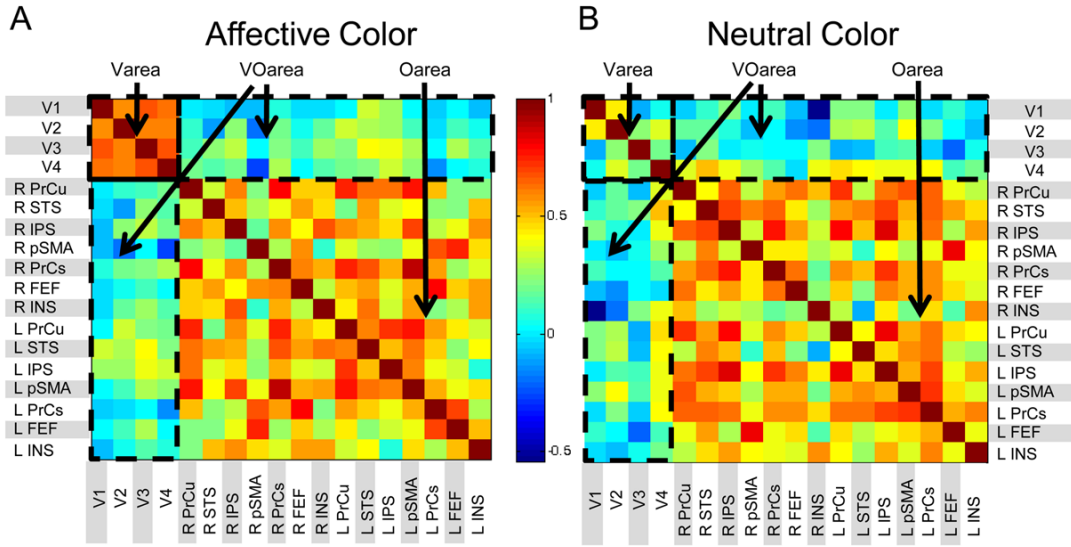 A
Affective Color
B
Neutral Color
Varea
VOarea
Oarea
Varea
VOarea
Oarea
V1
V2
V3
V4
R PrCu
R STS
R IPS
R pSMA
R PrCs
R FEF
R INS
L PrCu
L STS
L IPS
L pSMA
L PrCs
L FEF
L INS
1
0.5
0
-0.5
V1
V2
V3
V4
R PrCu
R STS
R IPS
R pSMA
R PrCs
R FEF
R INS
L PrCu
L STS
L IPS
L pSMA
L PrCs
L FEF
L INS
V1
V2
V3
V4
R PrCu
R STS
R IPS
R pSMA
R PrCs
R FEF
R INS
L PrCu
L STS
L IPS
L pSMA
L PrCs
L FEF
L INS
V1
V2
V3
V4
R PrCu
R STS
R IPS
R pSMA
R PrCs
R FEF
R INS
L PrCu
L STS
L IPS
L pSMA
L PrCs
L FEF
L INS